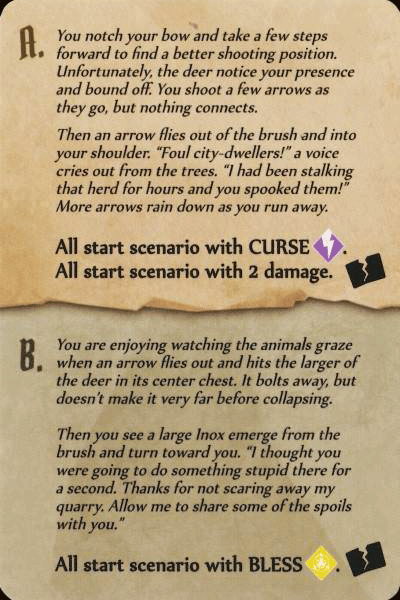 A. You notch your bow and take a few steps
forward to find a better shooting position.
Unfortunately, the deer notice your presence
and bound off. You shoot a few arrows as
they go, but nothing connects.
Then an arrow flies out of the brush and into
your shoulder. “Foul city-dwellers!” a voice
cries out from the trees. “I had been stalking
that herd for hours and you spooked them!”
More arrows rain down as you run away.
All start scenario with CURSE.
All start scenario with 2 damage.
B. You are enjoying watching the animals graze
when an arrow flies out and hits the larger of
the deer in its center chest. It bolts away, but
doesn’t make it very far before collapsing.
Then you see a large Inox emerge from the
brush and turn toward you. “I thought you
were going to do something stupid there for
a second. Thanks for not scaring away my
quarry. Allow me to share some of the spoils
with you.”
All start scenario with BLESS.